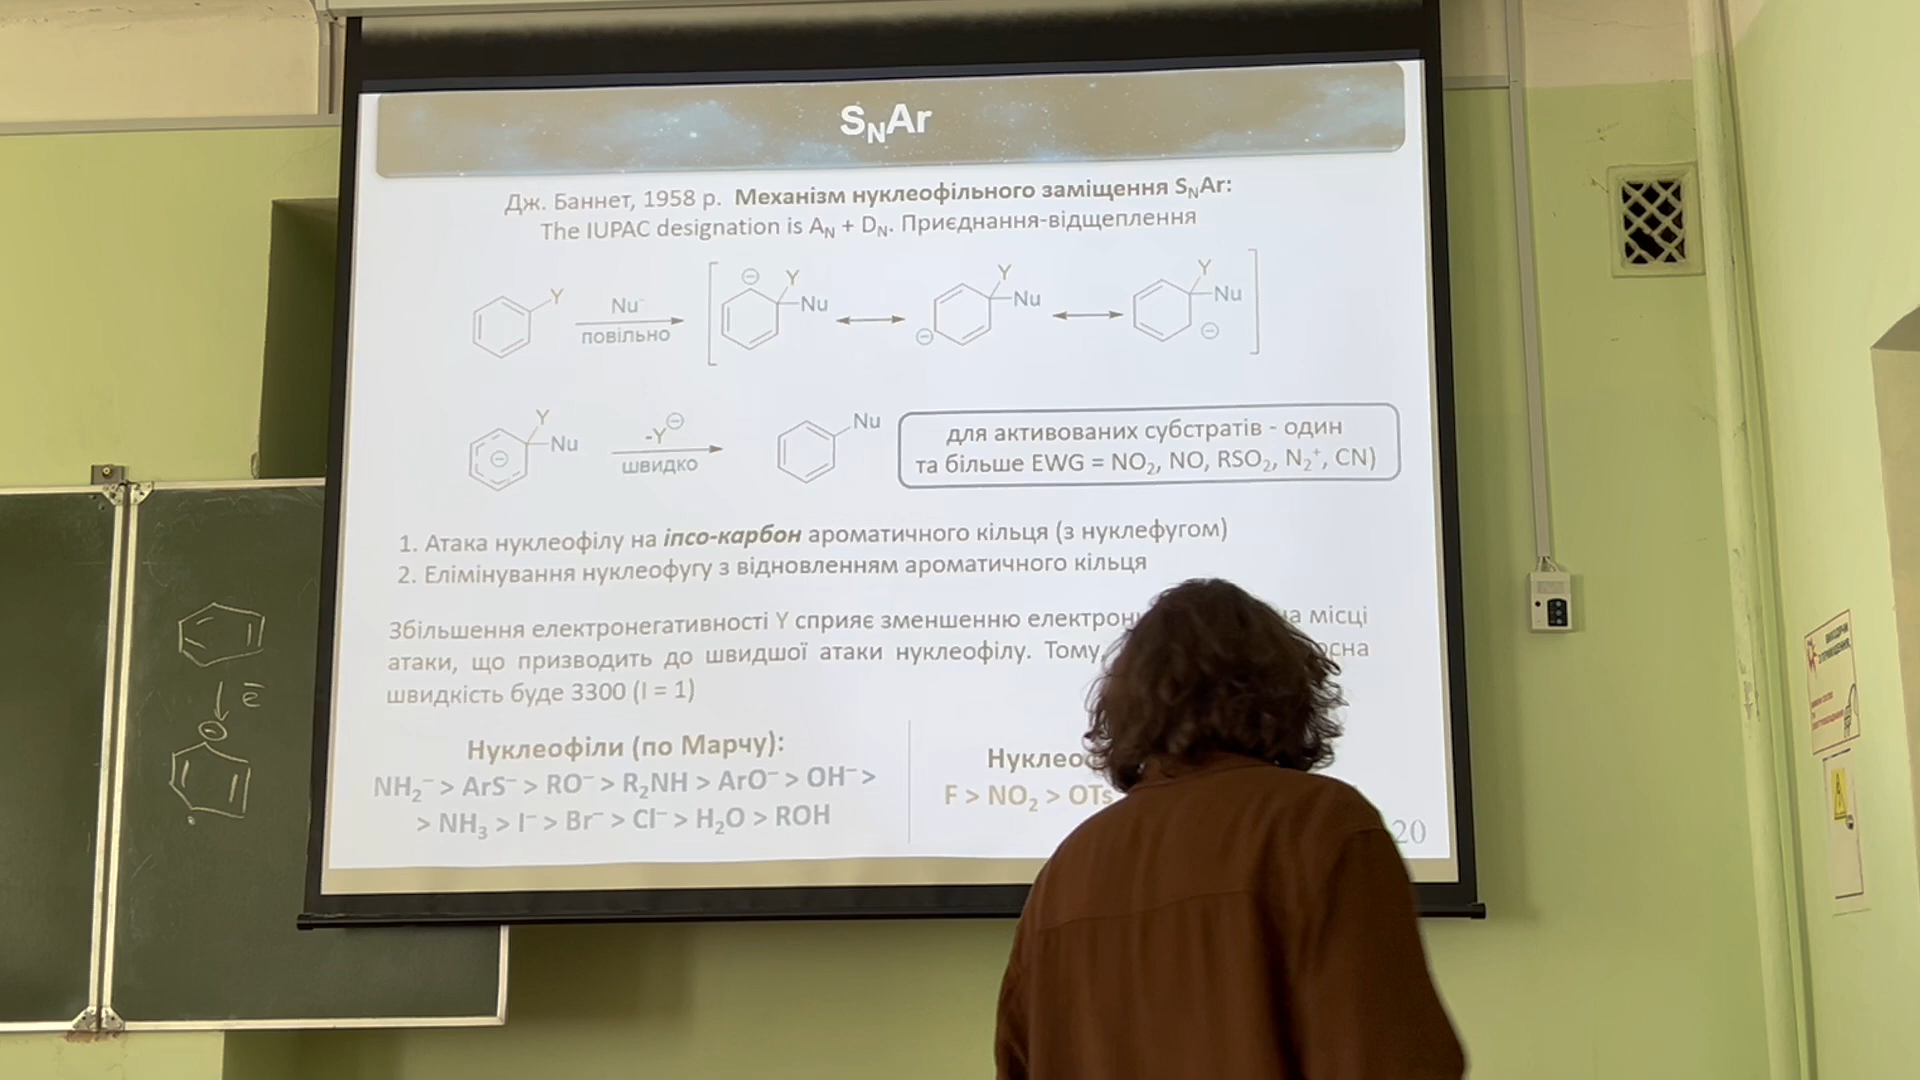 SNAr
Дж. Баннет, 1958 р. Механізм нуклеофільного заміщення SNAr:
The IUPAC designation is AN + DN. Приєднання-відщеплення
Y
Nu⁻
повільно
⊖ Y
Nu
Y
Nu
⊖
Y
Nu
⊖
Y
Nu
⊖
-Y⊖
швидко
Nu
для активованих субстратів - один
та більше EWG = NO₂, NO, RSO₂, N₂⁺, CN)
1. Атака нуклеофілу на іпсо-карбон ароматичного кільця (з нуклефугом)
2. Елімінування нуклеофугу з відновленням ароматичного кільця
Збільшення електронегативності Y сприяє зменшенню місці
атаки, що призводить до швидшої атаки нуклеофілу. Тому,
швидкість буде 3300 (I = 1)
Нуклеофіли (по Марчу):
NH₂⁻ > ArS⁻ > RO⁻ > R₂NH > ArO⁻ > OH⁻ >
> NH₃ > I⁻ > Br⁻ > Cl⁻ > H₂O > ROH
F > NO₂ > OTs
20
ē
⊖